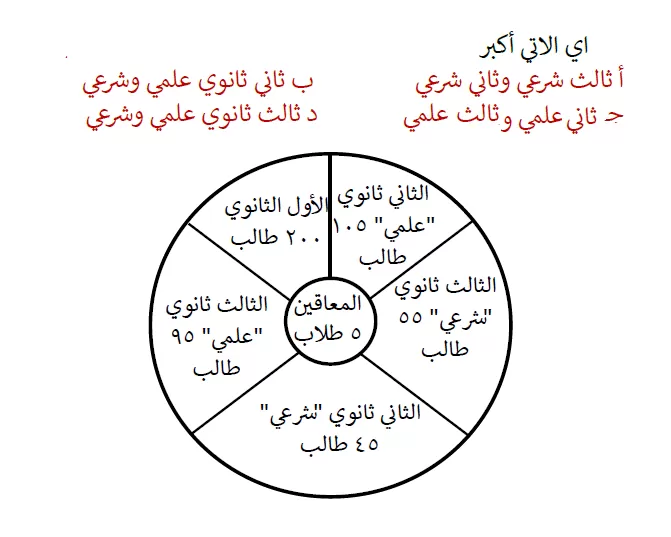 اي الاتي أكبر
أ ثالث شرعي وثاني شرعي
ب ثاني ثانوي علمي وشرعي
جـ ثاني علمي وثالث علمي
د ثالث ثانوي علمي وشرعي
الثاني ثانوي
"علمي" ١٠٥
طالب
الأول الثانوي
٢٠٠ طالب
الثالث ثانوي
"شرعي" ٥٥
طالب
المعاقين
٥ طلاب
الثالث ثانوي
"علمي" ٩٥
طالب
الثاني ثانوي "شرعي"
٤٥ طالب